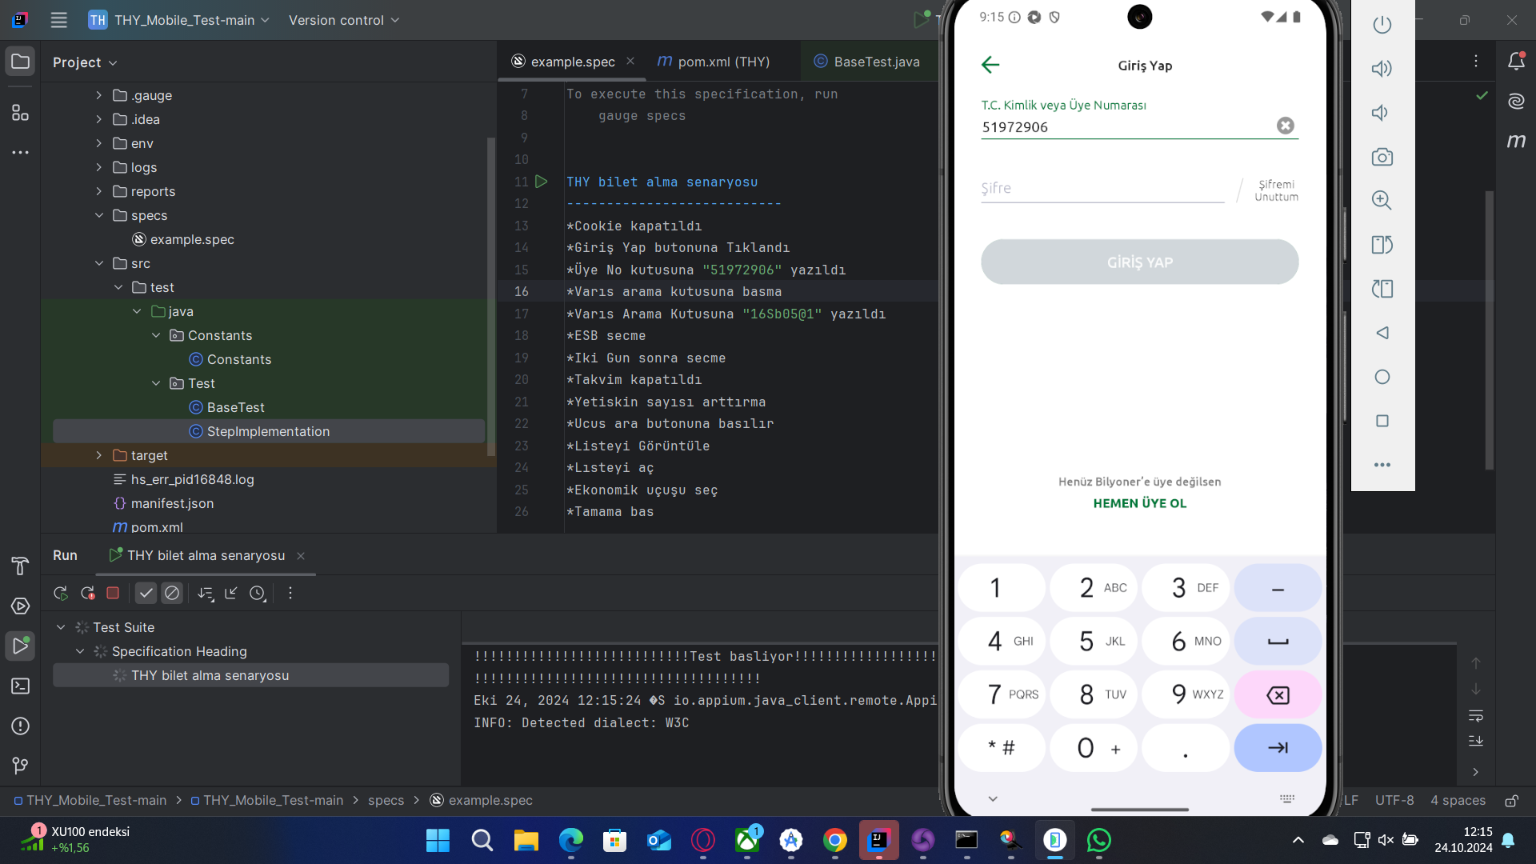 TH THY_Mobile_Test-main
Version control
Project
.gauge
.idea
env
logs
reports
specs
example.spec
src
test
java
Constants
Constants
Test
BaseTest
StepImplementation
target
hs_err_pid16848.log
manifest.json
pom.xml
example.spec
pom.xml (THY)
BaseTest.java
7 To execute this specification, run
8 gauge specs
9
10
11 THY bilet alma senaryosu
12 ---------------------------
13 *Cookie kapatıldı
14 *Giriş Yap butonuna Tıklandı
15 *Üye No kutusuna "51972906" yazıldı
16 *Varıs arama kutusuna basma
17 *Varıs Arama Kutusuna "16Sb05@1" yazıldı
18 *ESB secme
19 *Iki Gun sonra secme
20 *Takvim kapatıldı
21 *Yetiskin sayısı arttırma
22 *Ucus ara butonuna basılır
23 *Listeyi Görüntüle
24 *Lısteyi aç
25 *Ekonomik uçuşu seç
26 *Tamama bas
9:15
Giriş Yap
T.C. Kimlik veya Üye Numarası
51972906
Şifre
Şifremi
Unuttum
GİRİŞ YAP
Henüz Bilyoner'e üye değilsen
HEMEN ÜYE OL
1
2 ABC
3 DEF
–
4 GHI
5 JKL
6 MNO
7 PQRS
8 TUV
9 WXYZ
* #
0 +
.
Run
THY bilet alma senaryosu
Test Suite
Specification Heading
THY bilet alma senaryosu
!!!!!!!!!!!!!!!!!!!!!!!!!!!Test basliyor!!!!!!!!!!!!!!!!!!
!!!!!!!!!!!!!!!!!!!!!!!!!!!!!!!!!!!!
Eki 24, 2024 12:15:24 �S io.appium.java_client.remote.Appi
INFO: Detected dialect: W3C
THY_Mobile_Test-main > THY_Mobile_Test-main > specs > example.spec
LF UTF-8 4 spaces
1
XU100 endeksi
+%1,56
1
12:15
24.10.2024